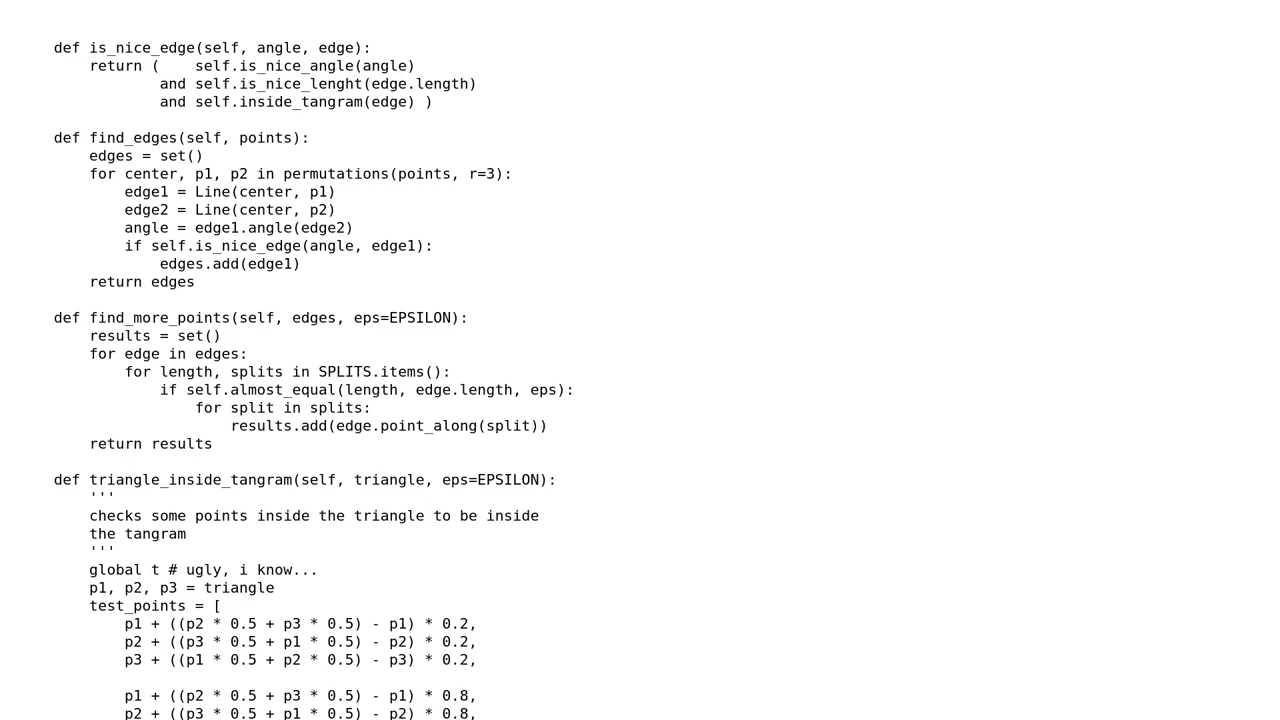 def is_nice_edge(self, angle, edge):
    return (    self.is_nice_angle(angle)
            and self.is_nice_lenght(edge.length)
            and self.inside_tangram(edge) )

def find_edges(self, points):
    edges = set()
    for center, p1, p2 in permutations(points, r=3):
        edge1 = Line(center, p1)
        edge2 = Line(center, p2)
        angle = edge1.angle(edge2)
        if self.is_nice_edge(angle, edge1):
            edges.add(edge1)
    return edges

def find_more_points(self, edges, eps=EPSILON):
    results = set()
    for edge in edges:
        for length, splits in SPLITS.items():
            if self.almost_equal(length, edge.length, eps):
                for split in splits:
                    results.add(edge.point_along(split))
    return results

def triangle_inside_tangram(self, triangle, eps=EPSILON):
    '''
    checks some points inside the triangle to be inside
    the tangram
    '''
    global t # ugly, i know...
    p1, p2, p3 = triangle
    test_points = [
        p1 + ((p2 * 0.5 + p3 * 0.5) - p1) * 0.2,
        p2 + ((p3 * 0.5 + p1 * 0.5) - p2) * 0.2,
        p3 + ((p1 * 0.5 + p2 * 0.5) - p3) * 0.2,

        p1 + ((p2 * 0.5 + p3 * 0.5) - p1) * 0.8,
        p2 + ((p3 * 0.5 + p1 * 0.5) - p2) * 0.8,